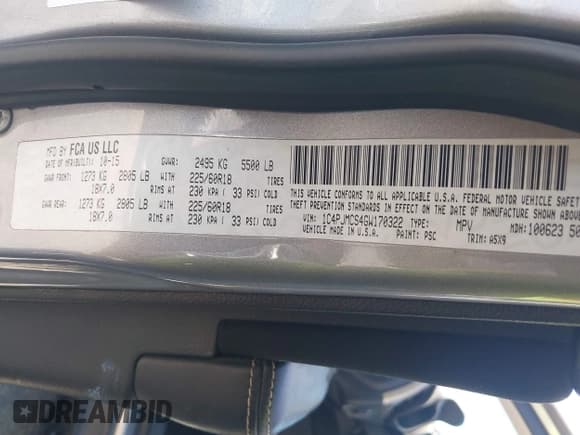 MFD BY FCA US LLC
DATE OF MFR/BUILT: 10-15 GVWR: 2495 KG 5500 LB
GAWR FRONT: 1273 KG 2805 LB 225/60R18 TIRES
18X7.0 RIMS AT 230 KPA / 33 PSI COLD
GAWR REAR: 1273 KG 2805 LB 225/60R18 TIRES
18X7.0 RIMS AT 230 KPA / 33 PSI COLD
THIS VEHICLE CONFORMS TO ALL APPLICABLE U.S.A. FEDERAL MOTOR VEHICLE SAFETY
THEFT PREVENTION STANDARDS IN EFFECT ON THE DATE OF MANUFACTURE SHOWN ABOVE
VIN: 1C4PJMCS4GW170322 TYPE: MPV MDH: 100623 50
VEHICLE MADE IN U.S.A. PAINT: PSC TRIM: A5X9
DREAMBID